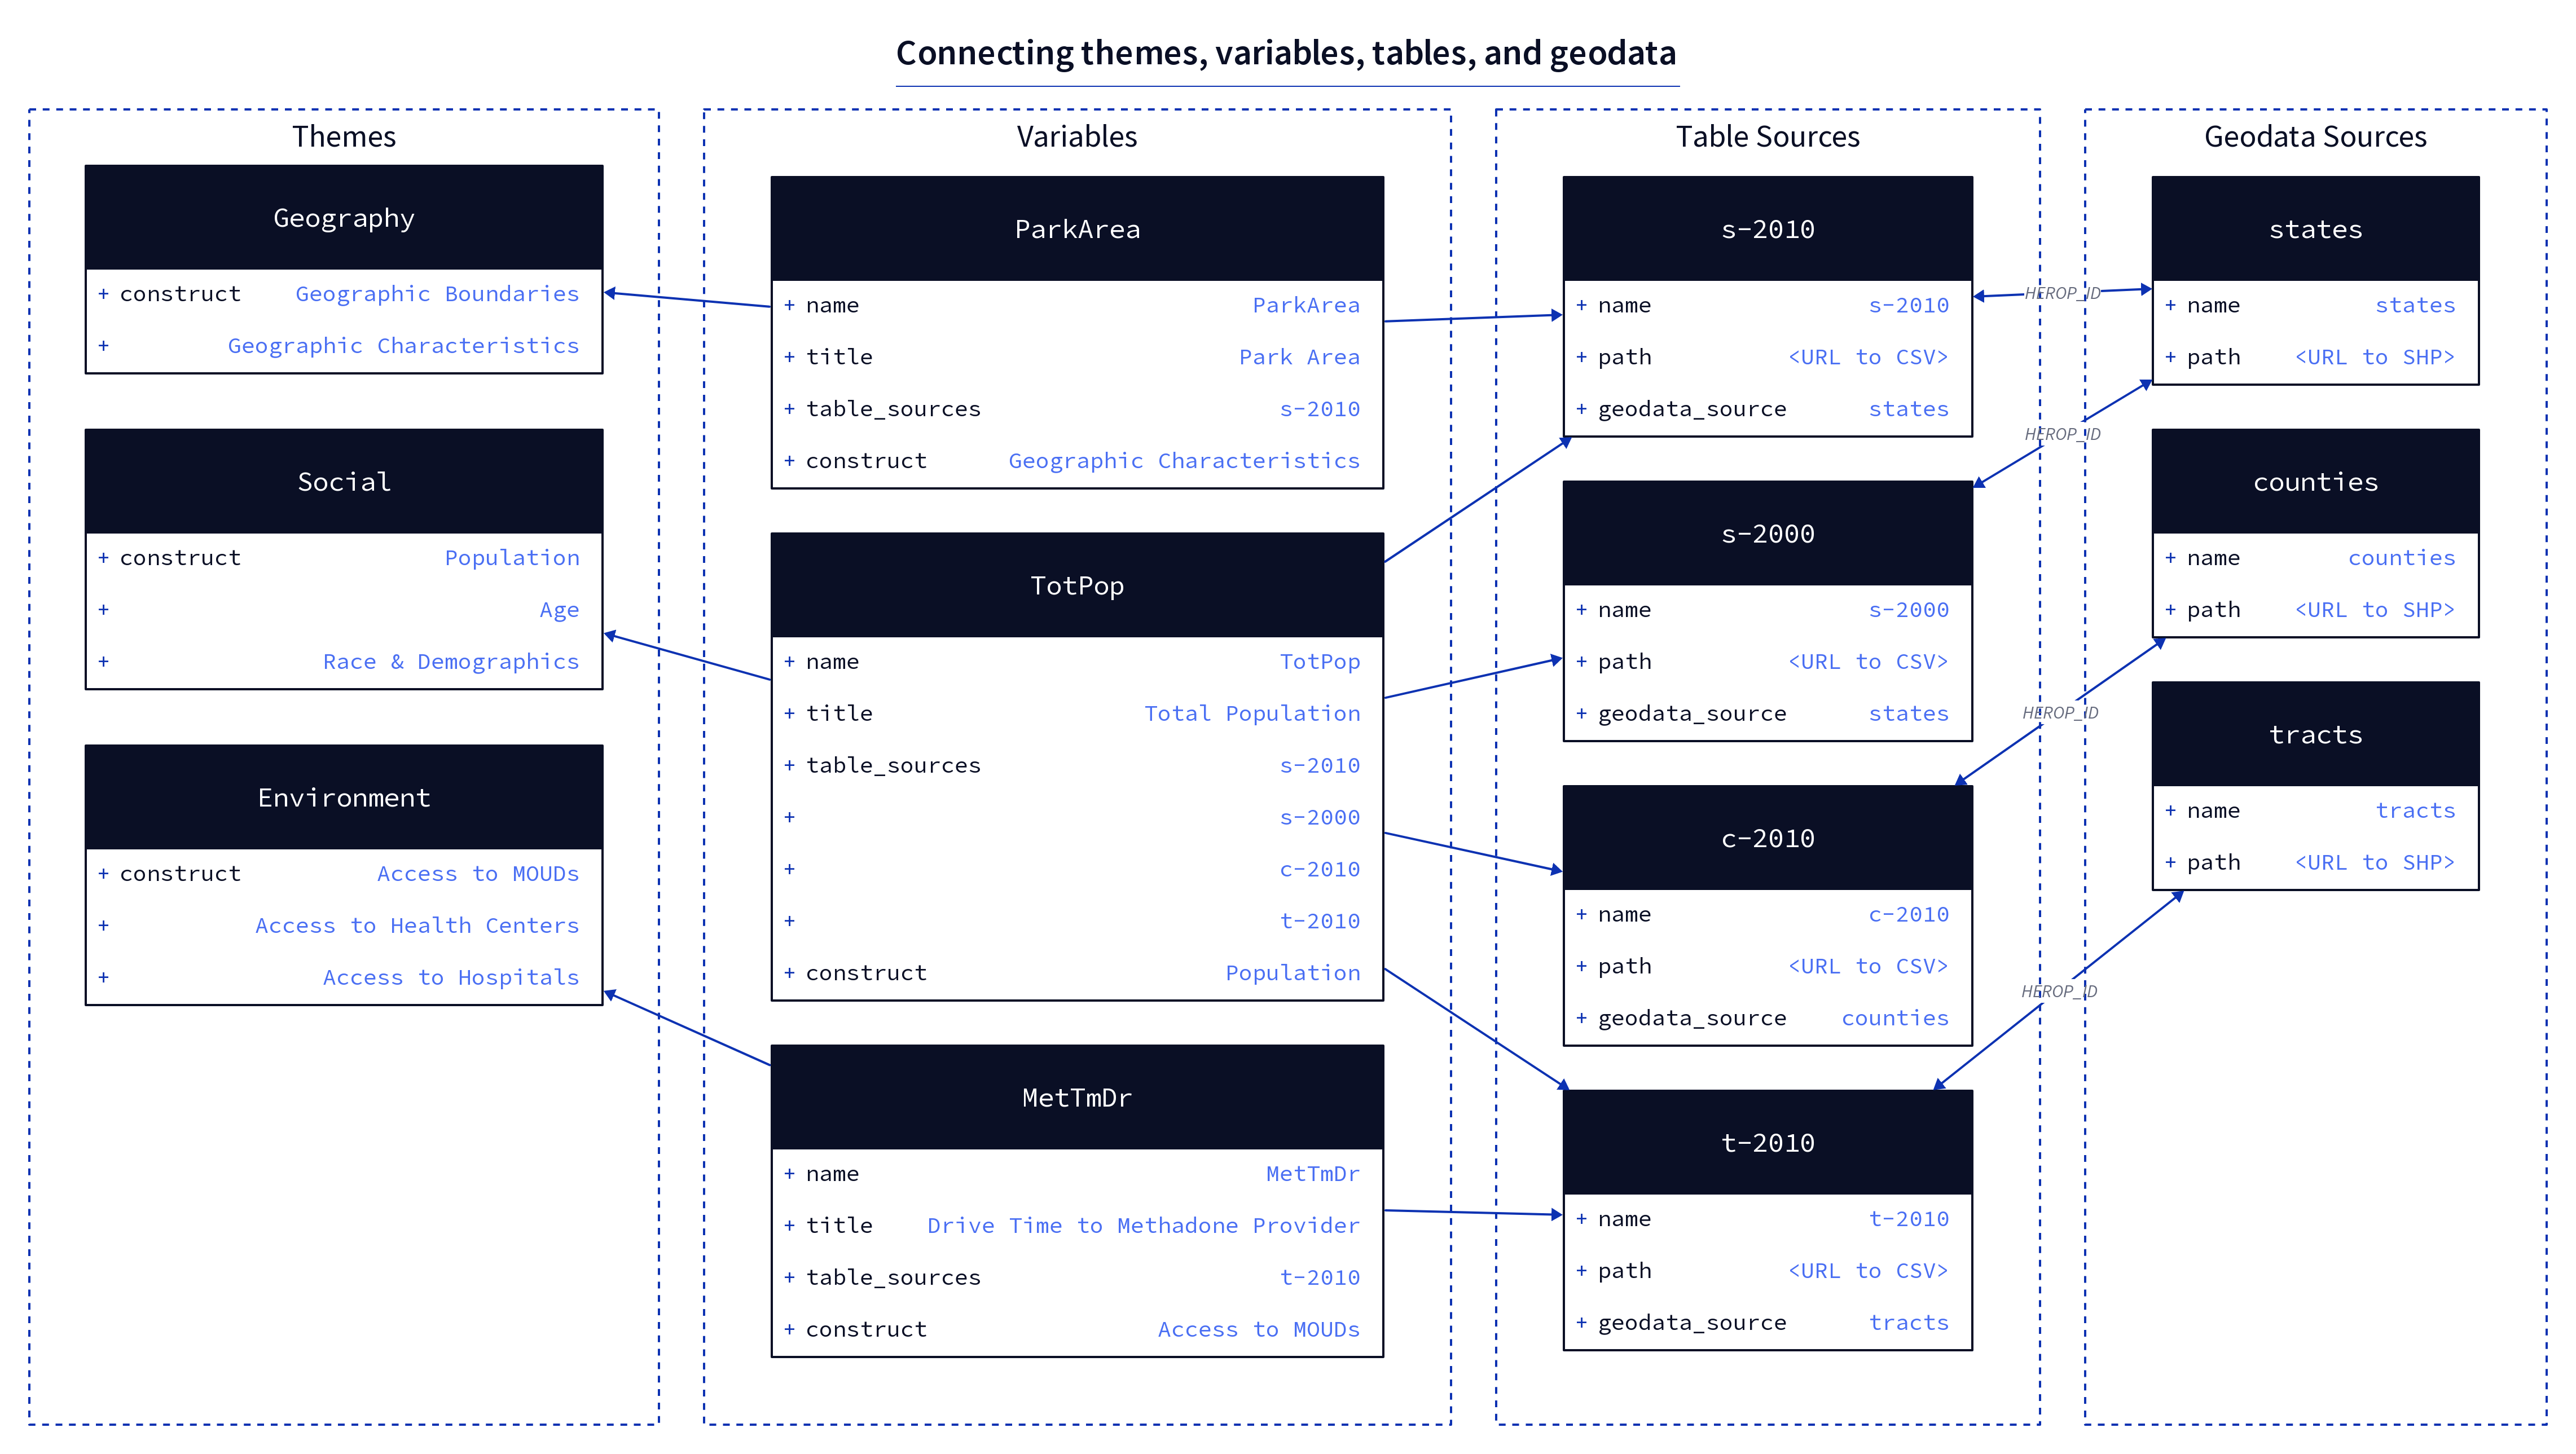 Connecting themes, variables, tables, and geodata
Themes
Geography
+ construct Geographic Boundaries
+ Geographic Characteristics
Social
+ construct Population
+ Age
+ Race & Demographics
Environment
+ construct Access to MOUDs
+ Access to Health Centers
+ Access to Hospitals
Variables
ParkArea
+ name ParkArea
+ title Park Area
+ table_sources s-2010
+ construct Geographic Characteristics
TotPop
+ name TotPop
+ title Total Population
+ table_sources s-2010
+ s-2000
+ c-2010
+ t-2010
+ construct Population
MetTmDr
+ name MetTmDr
+ title Drive Time to Methadone Provider
+ table_sources t-2010
+ construct Access to MOUDs
Table Sources
s-2010
+ name s-2010
+ path <URL to CSV>
+ geodata_source states
s-2000
+ name s-2000
+ path <URL to CSV>
+ geodata_source states
c-2010
+ name c-2010
+ path <URL to CSV>
+ geodata_source counties
t-2010
+ name t-2010
+ path <URL to CSV>
+ geodata_source tracts
HEROP_ID
HEROP_ID
HEROP_ID
HEROP_ID
Geodata Sources
states
+ name states
+ path <URL to SHP>
counties
+ name counties
+ path <URL to SHP>
tracts
+ name tracts
+ path <URL to SHP>